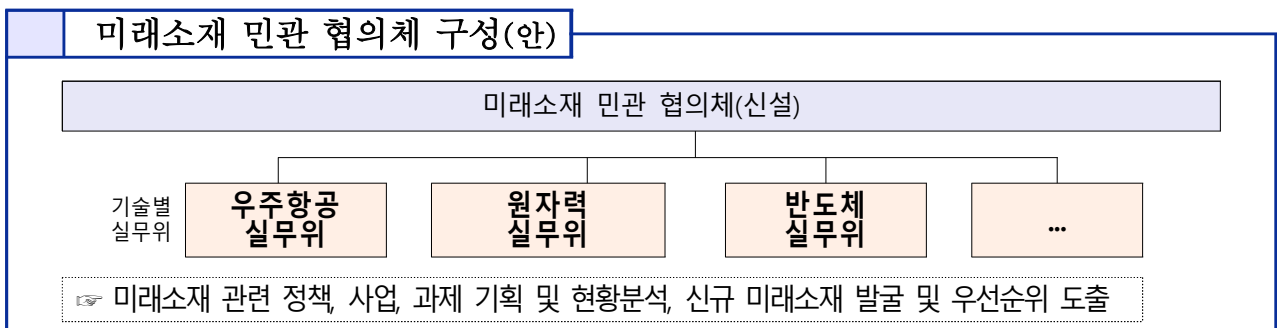 미래소재 민관 협의체 구성(안)
미래소재 민관 협의체(신설)
기술별
실무위
우주항공
실무위
원자력
실무위
반도체
실무위
...
☞ 미래소재 관련 정책, 사업, 과제 기획 및 현황분석, 신규 미래소재 발굴 및 우선순위 도출